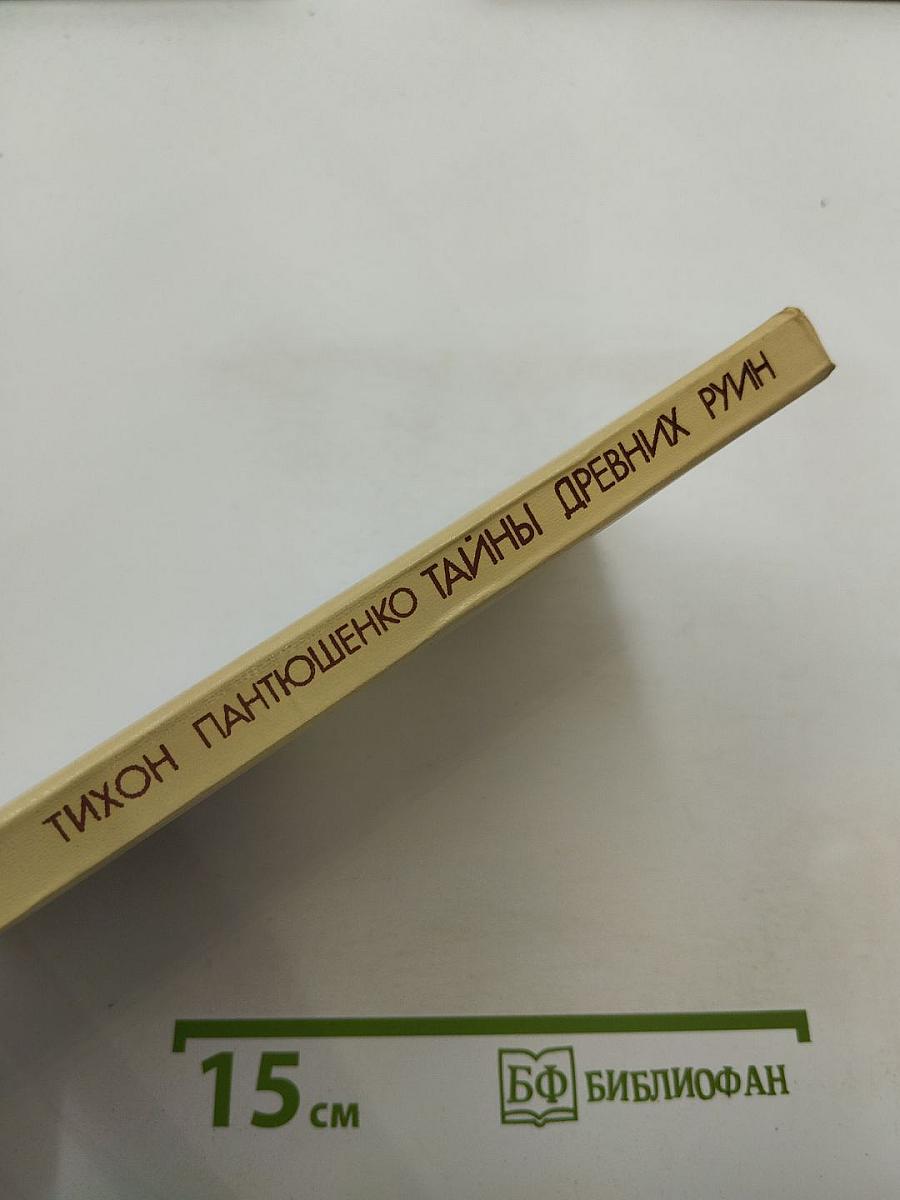 ТИХОН ПАНТЮШЕНКО ТАЙНЫ ДРЕВНИХ РУИН
15 см
БФ БИБЛИОФАН